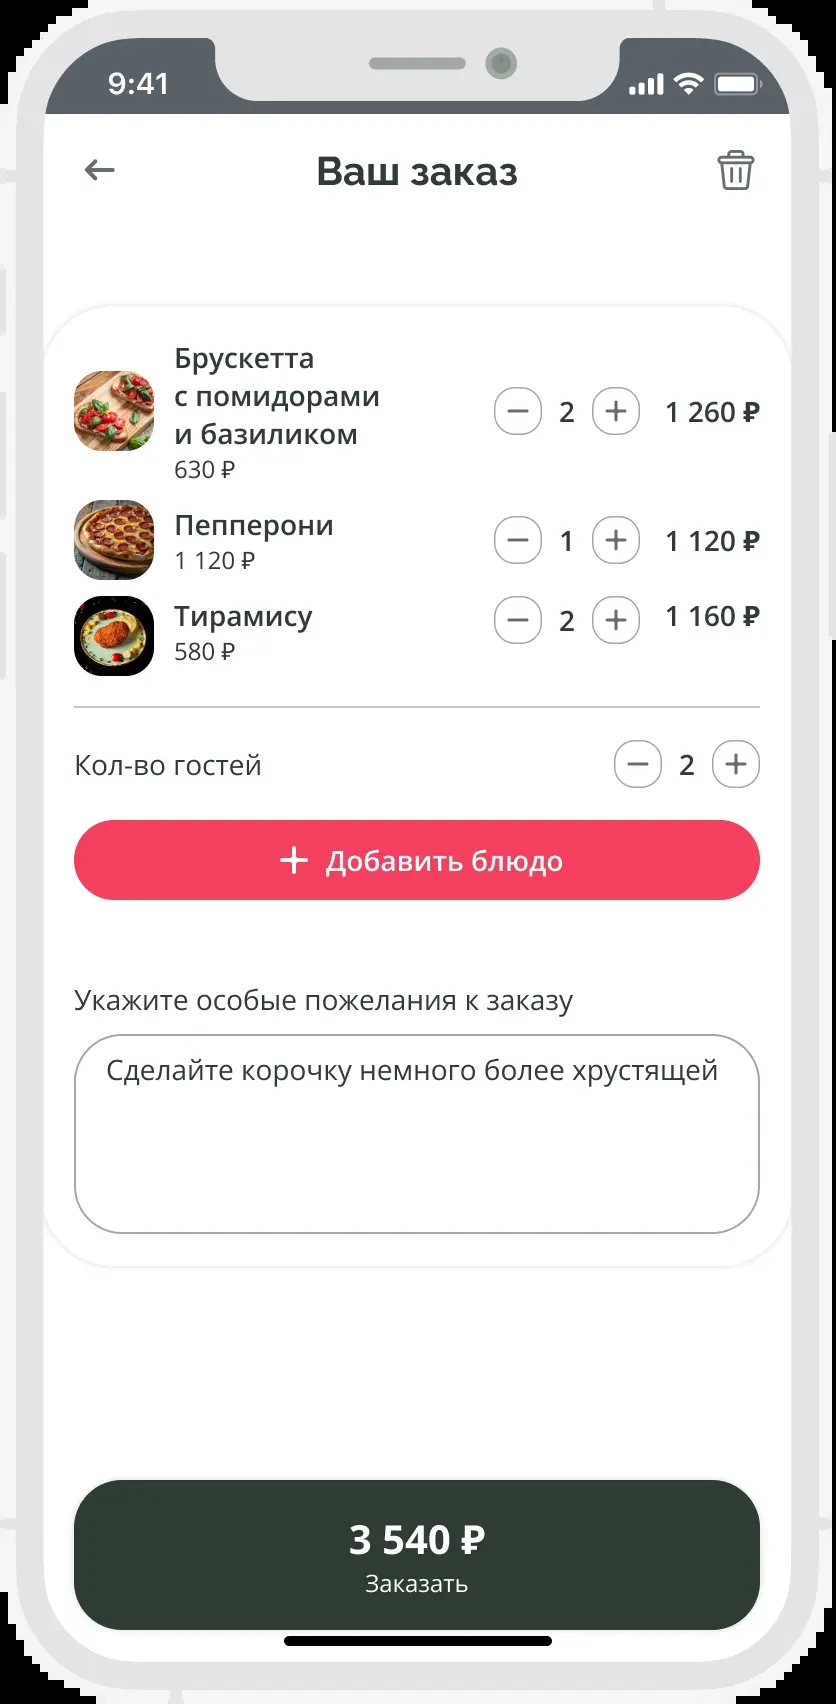 9:41
Ваш заказ
Брускетта
с помидорами
и базиликом
630 ₽
2
1 260 ₽
Пепперони
1 120 ₽
1
1 120 ₽
Тирамису
580 ₽
2
1 160 ₽
Кол-во гостей
2
Добавить блюдо
Укажите особые пожелания к заказу
Сделайте корочку немного более хрустящей
3 540 ₽
Заказать